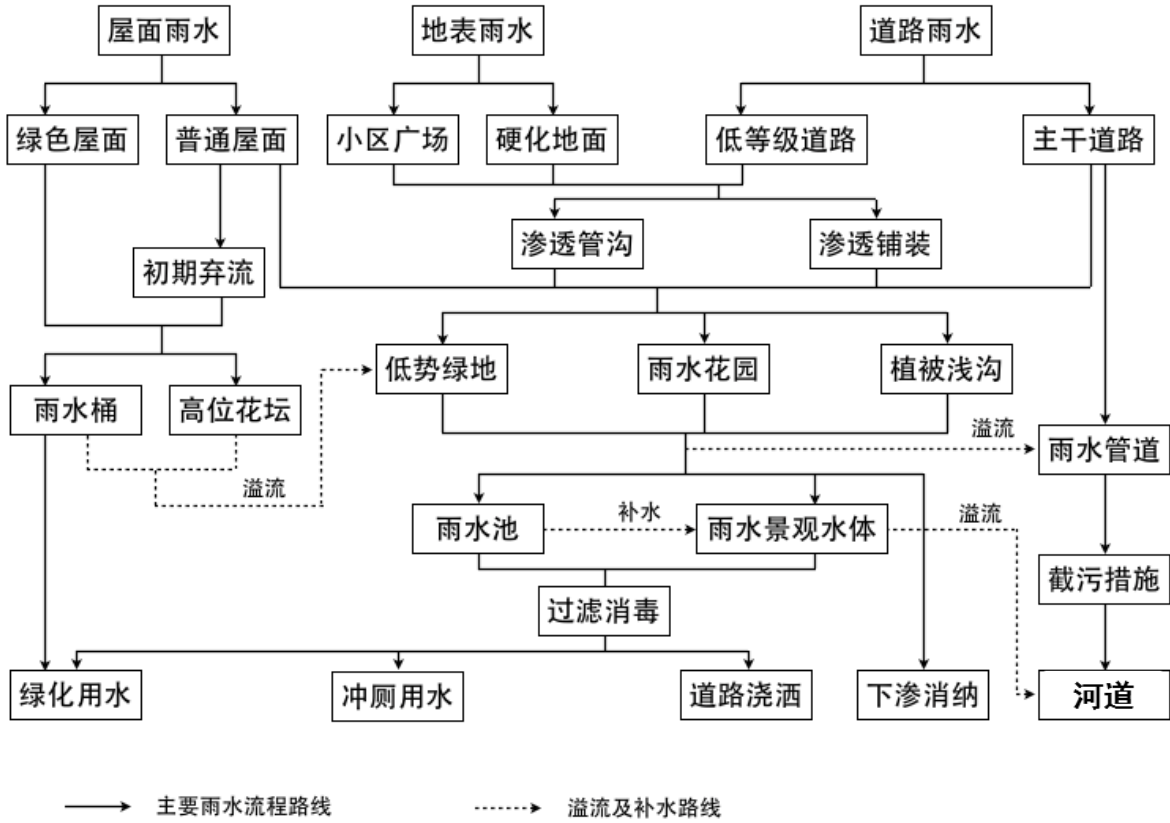 屋面雨水
地表雨水
道路雨水
绿色屋面
普通屋面
小区广场
硬化地面
低等级道路
主干道路
渗透管沟
渗透铺装
初期弃流
低势绿地
雨水花园
植被浅沟
雨水桶
高位花坛
溢流
雨水管道
溢流
雨水池
补水
雨水景观水体
溢流
截污措施
过滤消毒
绿化用水
冲厕用水
道路浇洒
下渗消纳
河道
主要雨水流程路线
溢流及补水路线